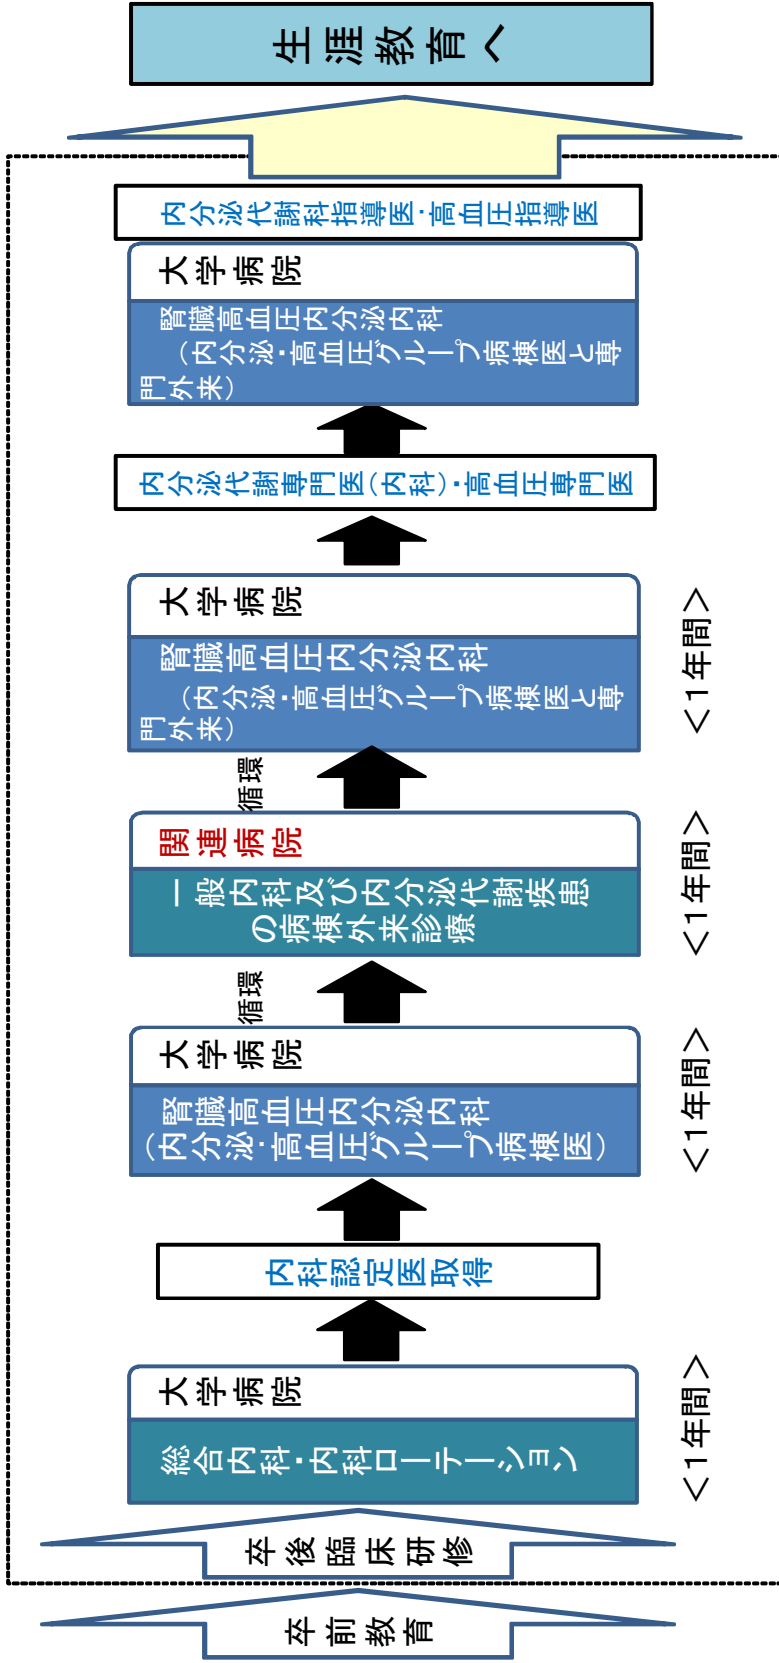 卒前教育
卒後臨床研修
大学病院
総合内科・内科ローテーション
＜1年間＞
内科認定医取得
大学病院
腎臓高血圧内分泌内科
（内分泌・高血圧グループ病棟医）
＜1年間＞
循環
関連病院
一般内科及び内分泌代謝疾患
の病棟外来診療
＜1年間＞
循環
大学病院
腎臓高血圧内分泌内科
（内分泌・高血圧グループ病棟医と専
門外来）
＜1年間＞
内分泌代謝専門医（内科）・高血圧専門医
大学病院
腎臓高血圧内分泌内科
（内分泌・高血圧グループ病棟医と専
門外来）
内分泌代謝科指導医・高血圧指導医
生涯教育へ